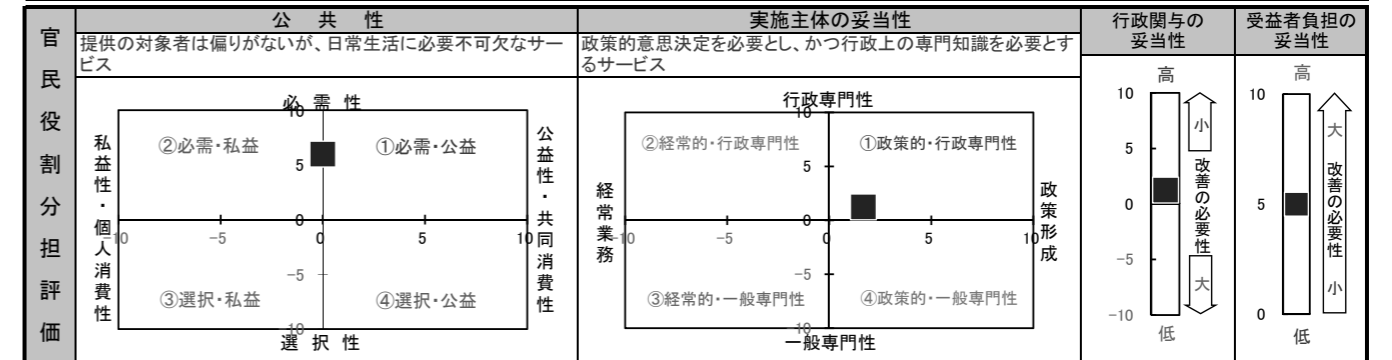 官民役割分担評価
公共性
提供の対象者は偏りがないが、日常生活に必要不可欠なサー
ビス
必需性
10
②必需・私益
①必需・公益
5
私益性・個人消費性
公益性・共同消費性
0
-10
-5
0
5
10
-5
③選択・私益
④選択・公益
-10
選択性
実施主体の妥当性
政策的意思決定を必要とし、かつ行政上の専門知識を必要とす
るサービス
行政専門性
10
②経常的・行政専門性
①政策的・行政専門性
5
経常業務
政策形成
0
-10
-5
0
5
10
-5
③経常的・一般専門性
④政策的・一般専門性
-10
一般専門性
行政関与の
妥当性
高
10
5
0
-5
-10
低
小
改善の必要性
大
受益者負担の
妥当性
高
10
5
0
低
大
改善の必要性
小